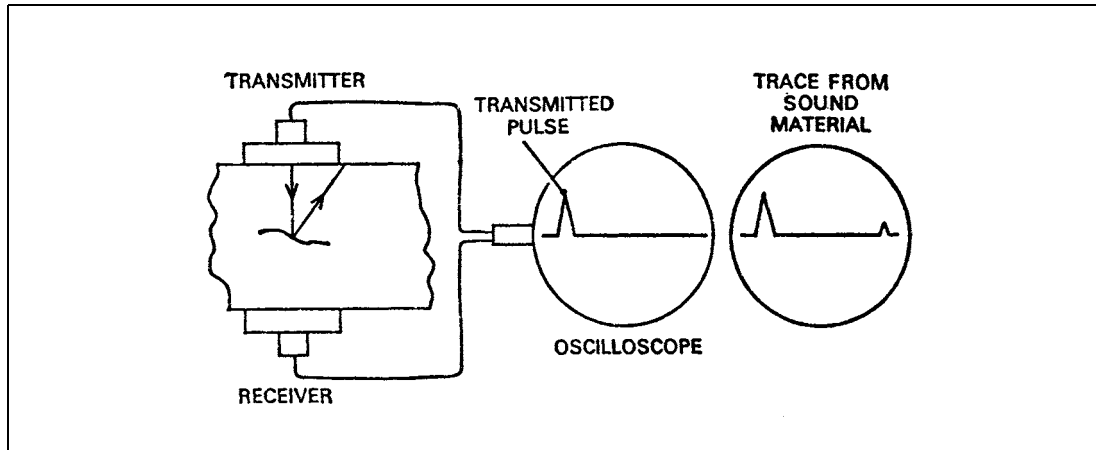 TRANSMITTER
TRANSMITTED
PULSE
TRACE FROM
SOUND
MATERIAL
OSCILLOSCOPE
RECEIVER